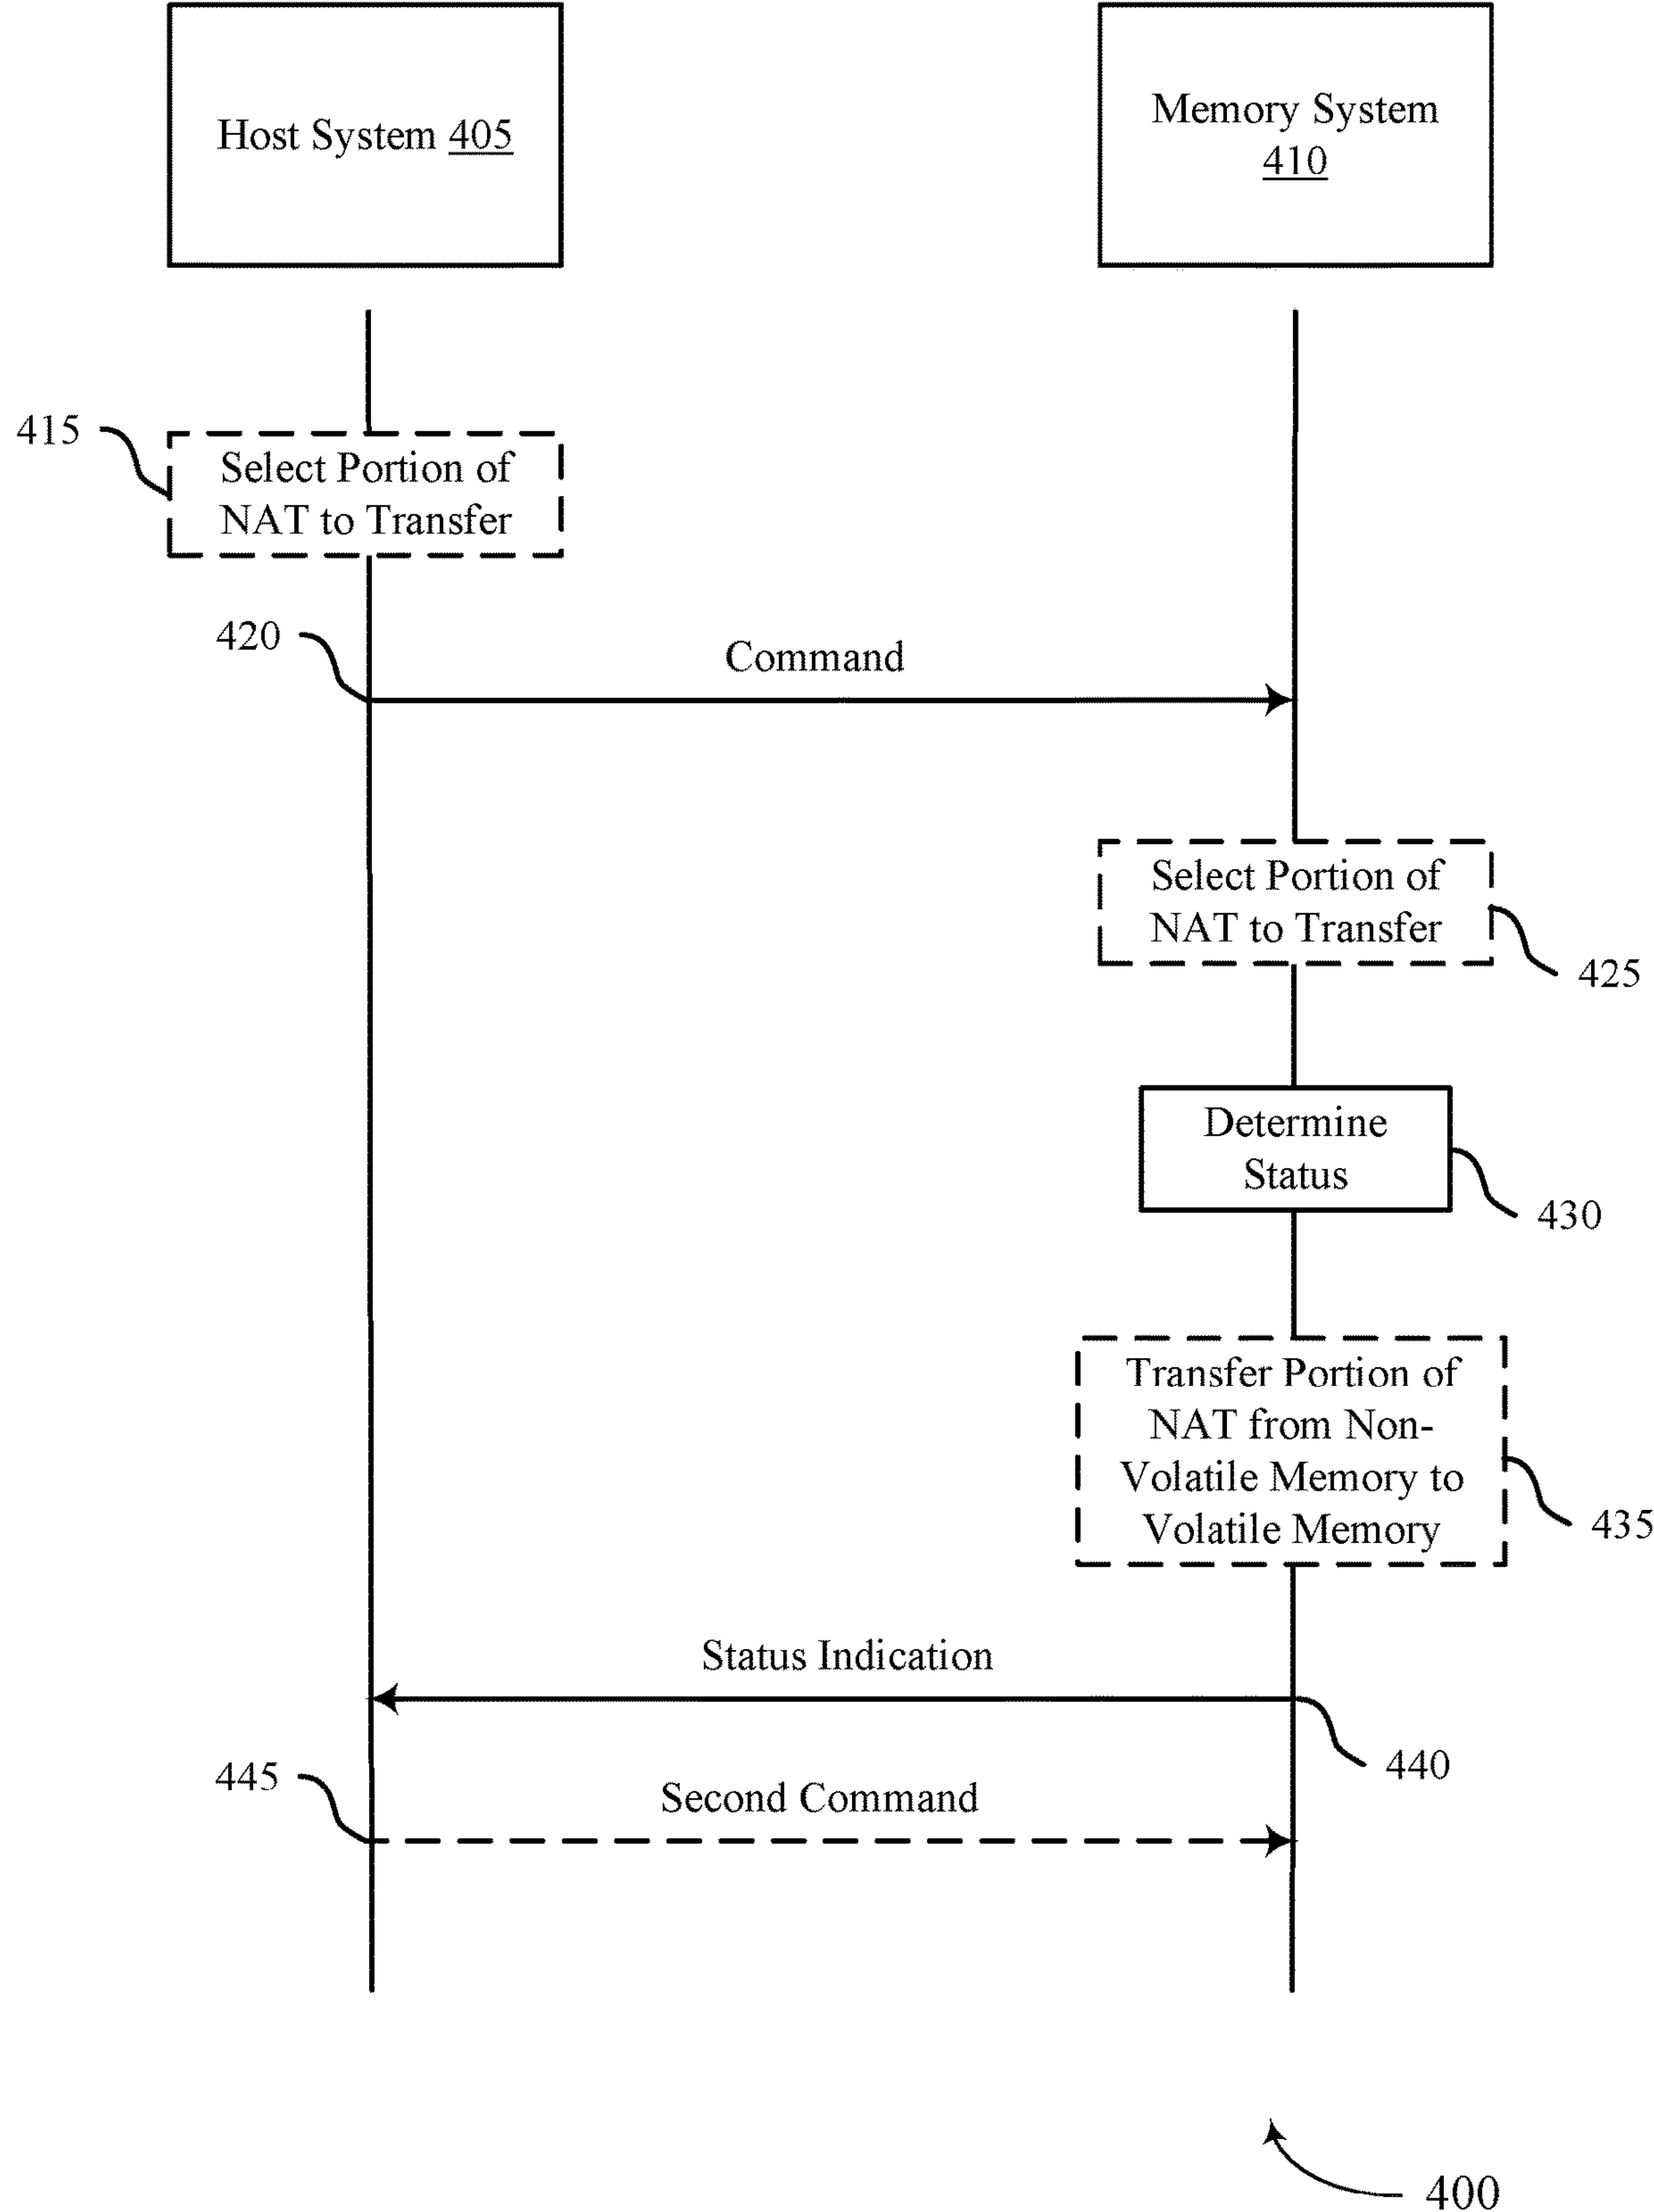 Host System 405
Memory System
410
415
Select Portion of
NAT to Transfer
420
Command
Select Portion of
NAT to Transfer
425
Determine
Status
430
Transfer Portion of
NAT from Non-
Volatile Memory to
Volatile Memory
435
Status Indication
440
445
Second Command
400